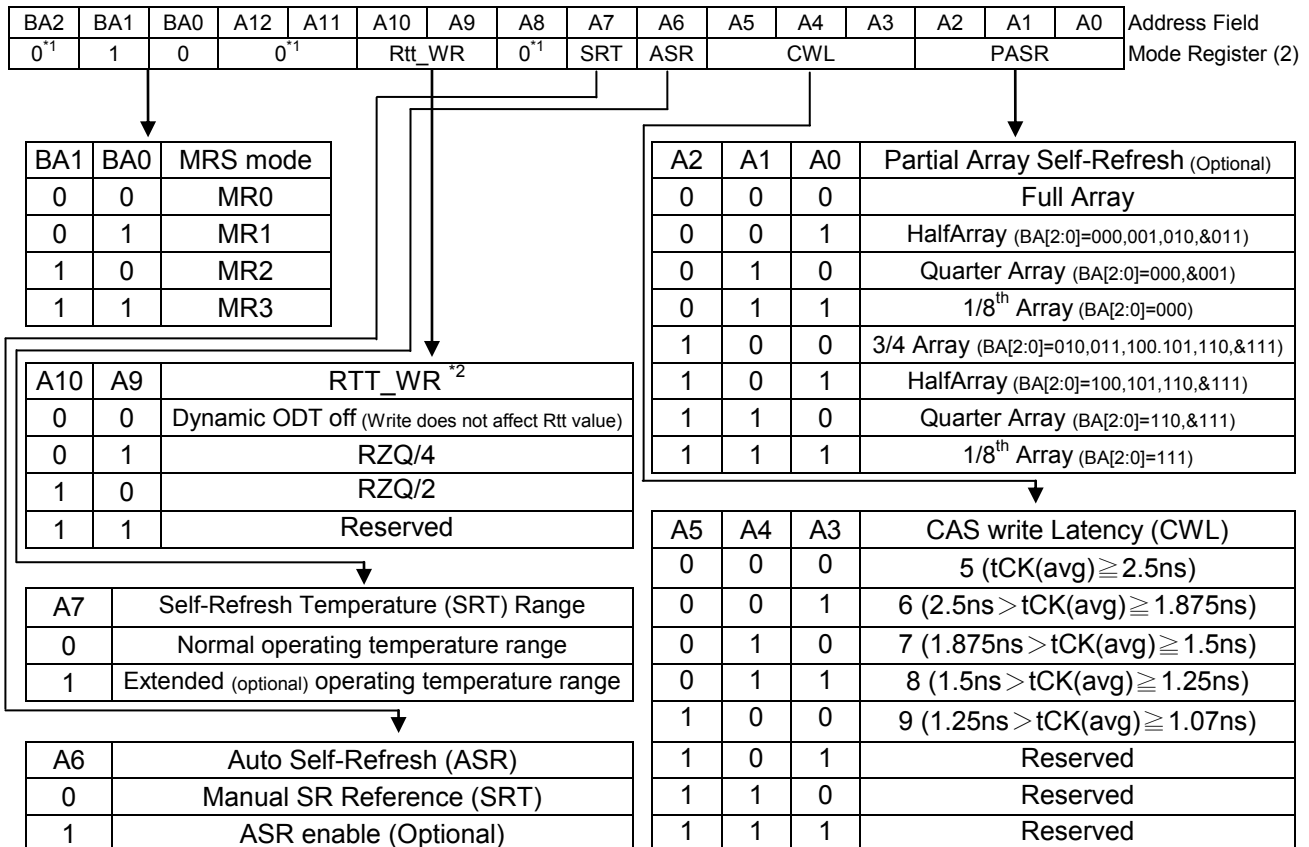 BA2 BA1 BA0 A12 A11 A10 A9 A8 A7 A6 A5 A4 A3 A2 A1 A0 Address Field
0*1 1 0 0*1 Rtt_WR 0*1 SRT ASR CWL PASR Mode Register (2)
BA1 BA0 MRS mode
0 0 MR0
0 1 MR1
1 0 MR2
1 1 MR3
A2 A1 A0 Partial Array Self-Refresh (Optional)
0 0 0 Full Array
0 0 1 HalfArray (BA[2:0]=000,001,010,&011)
0 1 0 Quarter Array (BA[2:0]=000,&001)
0 1 1 1/8th Array (BA[2:0]=000)
1 0 0 3/4 Array (BA[2:0]=010,011,100.101,110,&111)
1 0 1 HalfArray (BA[2:0]=100,101,110,&111)
1 1 0 Quarter Array (BA[2:0]=110,&111)
1 1 1 1/8th Array (BA[2:0]=111)
A10 A9 RTT_WR *2
0 0 Dynamic ODT off (Write does not affect Rtt value)
0 1 RZQ/4
1 0 RZQ/2
1 1 Reserved
A7 Self-Refresh Temperature (SRT) Range
0 Normal operating temperature range
1 Extended (optional) operating temperature range
A6 Auto Self-Refresh (ASR)
0 Manual SR Reference (SRT)
1 ASR enable (Optional)
A5 A4 A3 CAS write Latency (CWL)
0 0 0 5 (tCK(avg)≧2.5ns)
0 0 1 6 (2.5ns＞tCK(avg)≧1.875ns)
0 1 0 7 (1.875ns＞tCK(avg)≧1.5ns)
0 1 1 8 (1.5ns＞tCK(avg)≧1.25ns)
1 0 0 9 (1.25ns＞tCK(avg)≧1.07ns)
1 0 1 Reserved
1 1 0 Reserved
1 1 1 Reserved